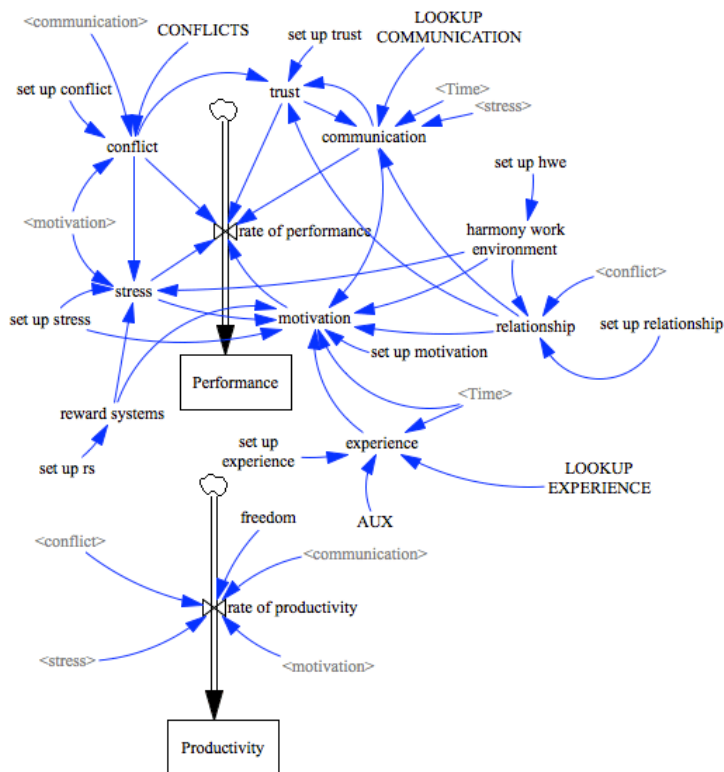 <communication>
CONFLICTS
set up trust
LOOKUP
COMMUNICATION
set up conflict
trust
<Time>
<stress>
conflict
communication
set up hwe
<motivation>
rate of performance
harmony work
environment
<conflict>
stress
set up stress
motivation
relationship
set up relationship
set up motivation
Performance
<Time>
reward systems
set up
experience
experience
set up rs
LOOKUP
EXPERIENCE
freedom
AUX
<conflict>
<communication>
rate of productivity
<stress>
<motivation>
Productivity